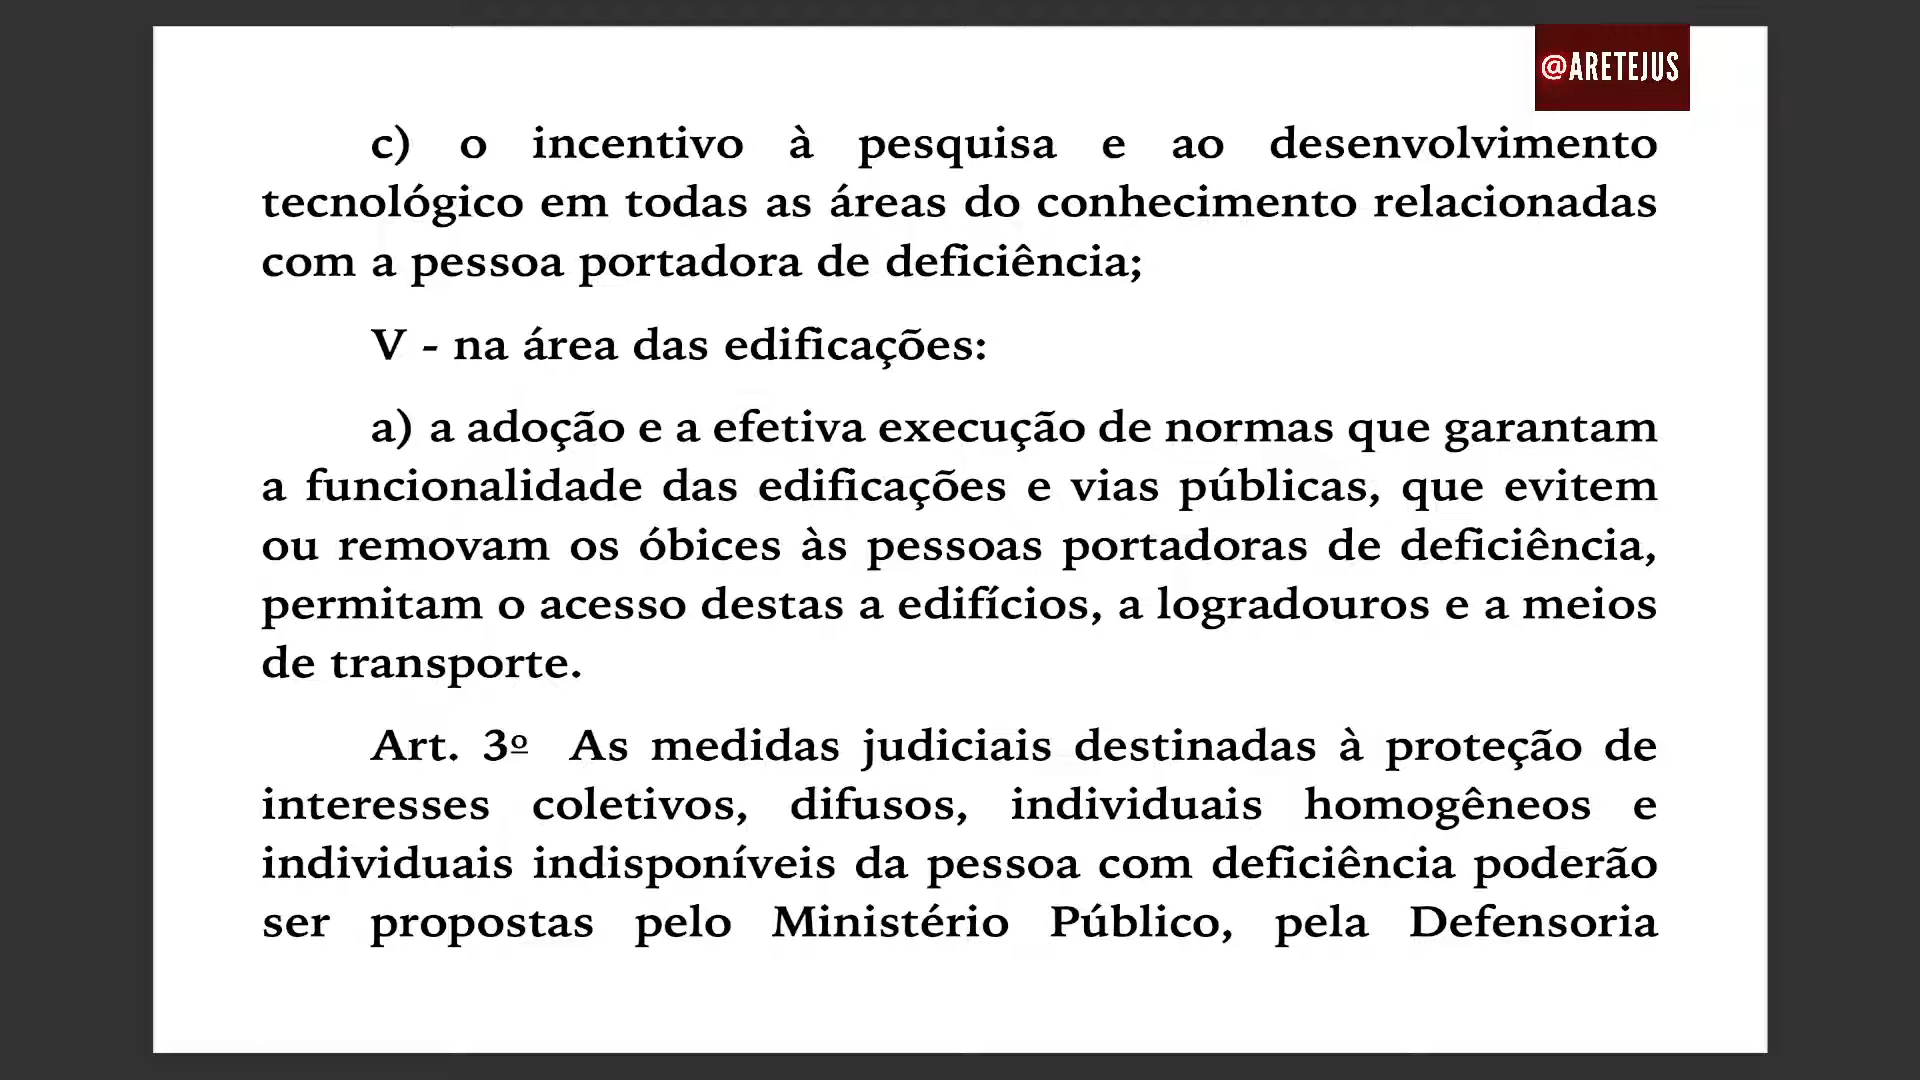 @ARETEJUS
c) o incentivo à pesquisa e ao desenvolvimento
tecnológico em todas as áreas do conhecimento relacionadas
com a pessoa portadora de deficiência;
V - na área das edificações:
a) a adoção e a efetiva execução de normas que garantam
a funcionalidade das edificações e vias públicas, que evitem
ou removam os óbices às pessoas portadoras de deficiência,
permitam o acesso destas a edifícios, a logradouros e a meios
de transporte.
Art. 3º As medidas judiciais destinadas à proteção de
interesses coletivos, difusos, individuais homogêneos e
individuais indisponíveis da pessoa com deficiência poderão
ser propostas pelo Ministério Público, pela Defensoria